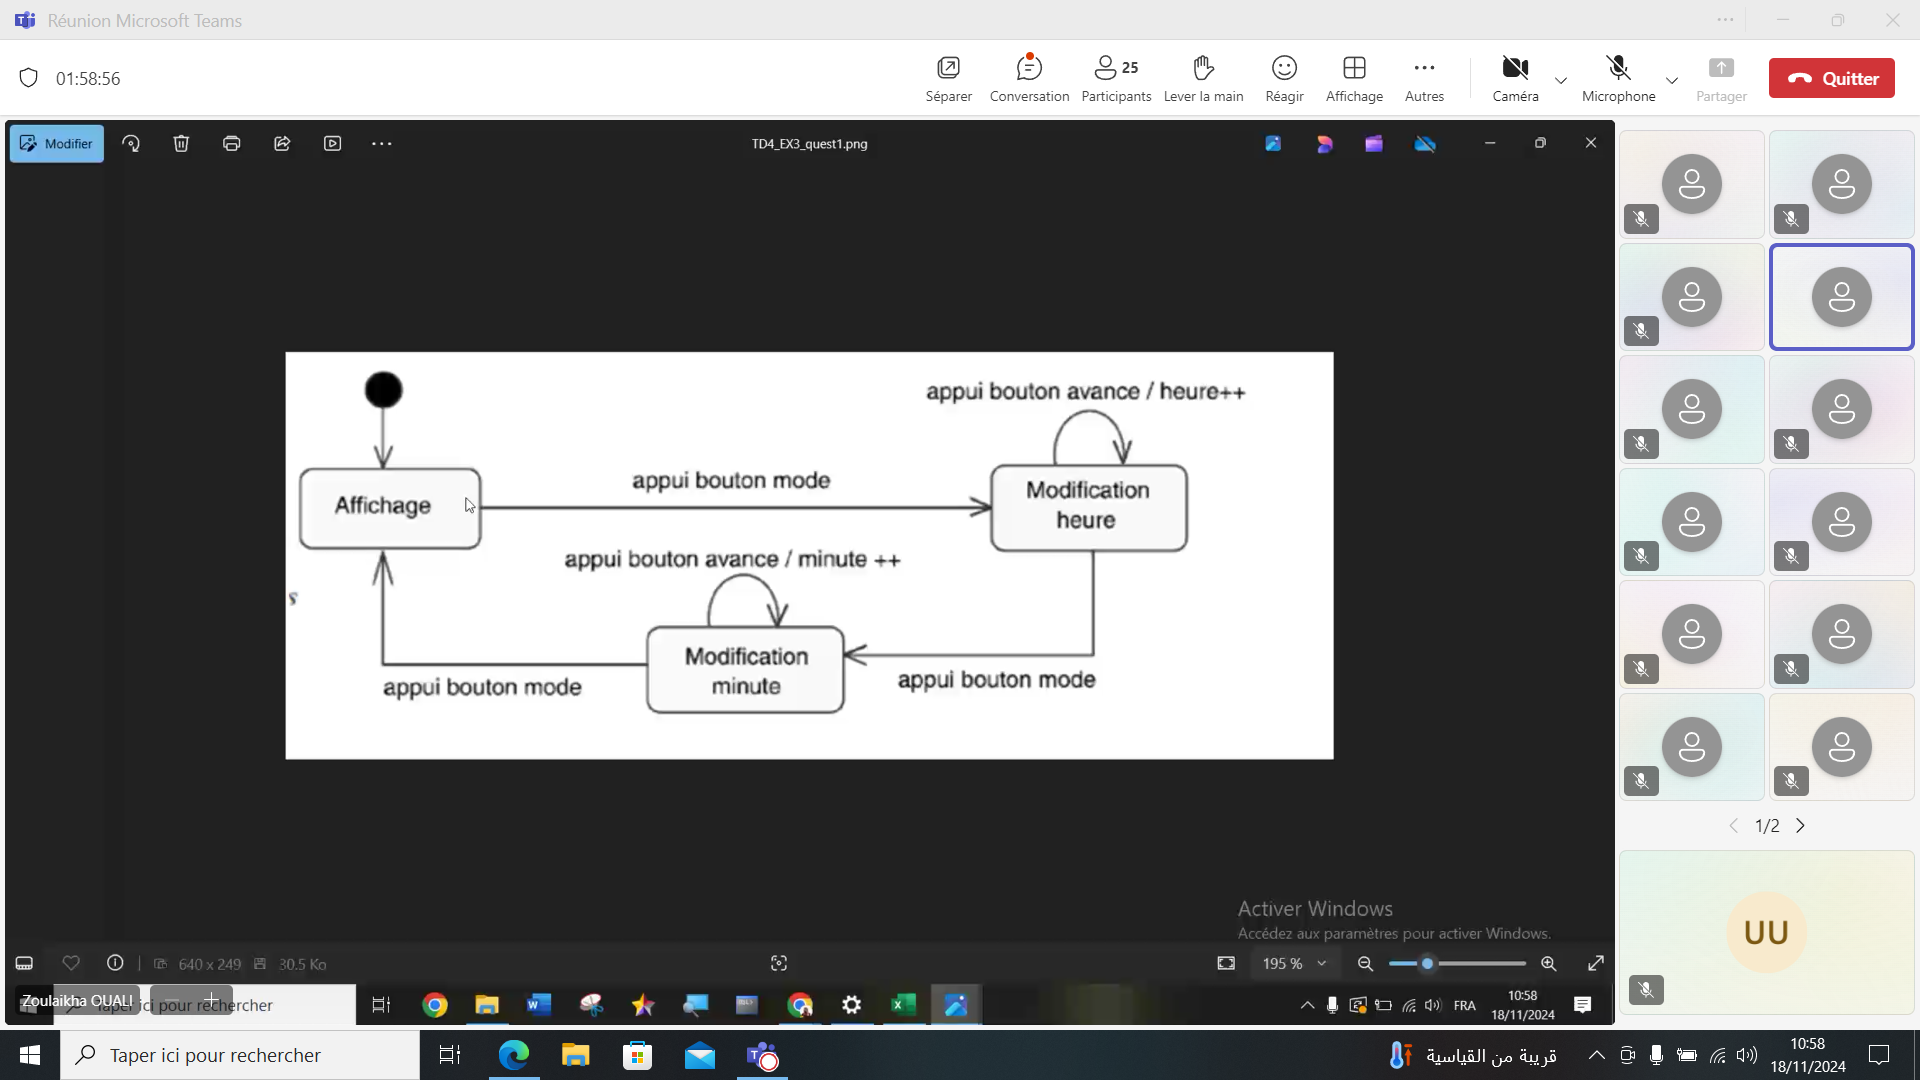 Réunion Microsoft Teams
01:58:56
Séparer
Conversation
25
Participants
Lever la main
Réagir
Affichage
Autres
Caméra
Microphone
Partager
Quitter
Modifier
TD4_EX3_quest1.png
appui bouton avance / heure++
appui bouton mode
Affichage
Modification
heure
appui bouton avance / minute ++
s
Modification
minute
appui bouton mode
appui bouton mode
1/2
UU
Activer Windows
Accédez aux paramètres pour activer Windows.
640 x 249
30.5 Ko
195 %
Zoulaikha OUALI
Taper ici pour rechercher
FRA
10:58
18/11/2024
Taper ici pour rechercher
قريبة من القياسية
10:58
18/11/2024